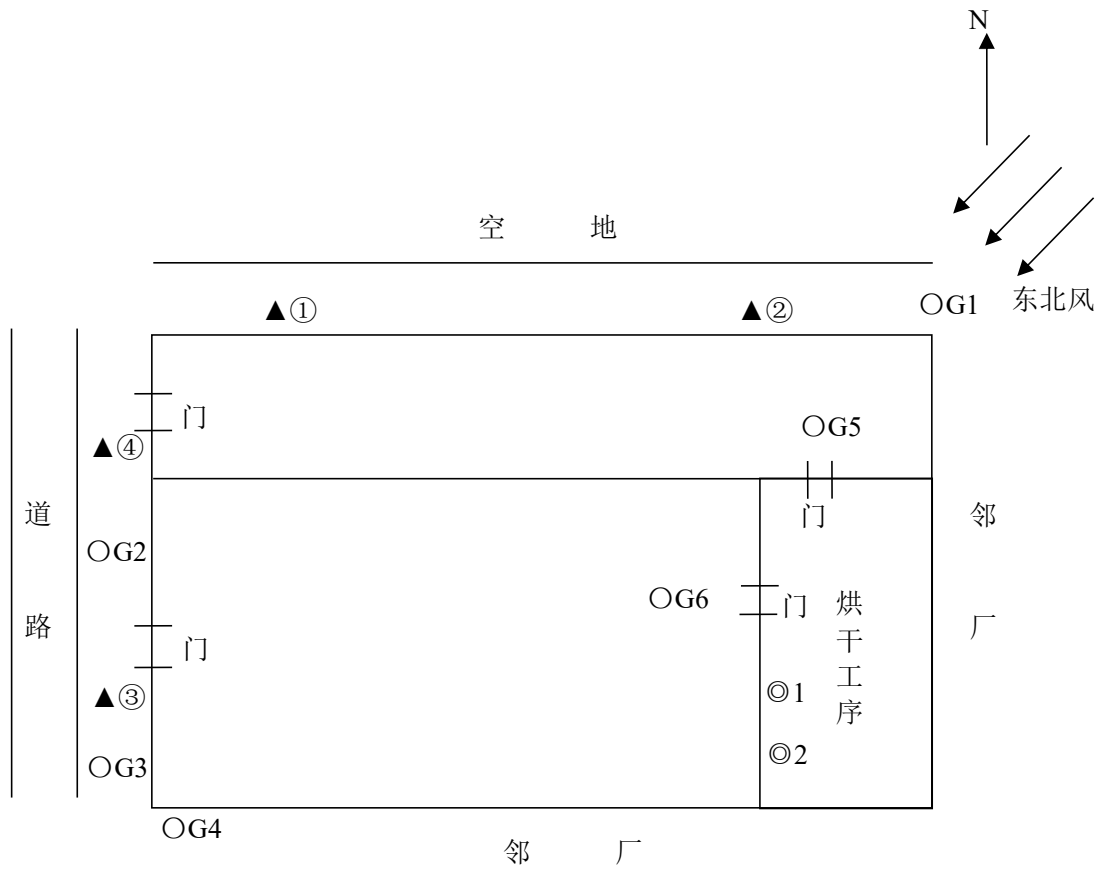 N
空 地
▲① ▲② ○G1 东北风
门
▲④ ○G5
道 门 邻
○G2
路 ○G6 门 烘干工序 厂
门
▲③ ◎1
◎2
○G3
○G4
邻 厂